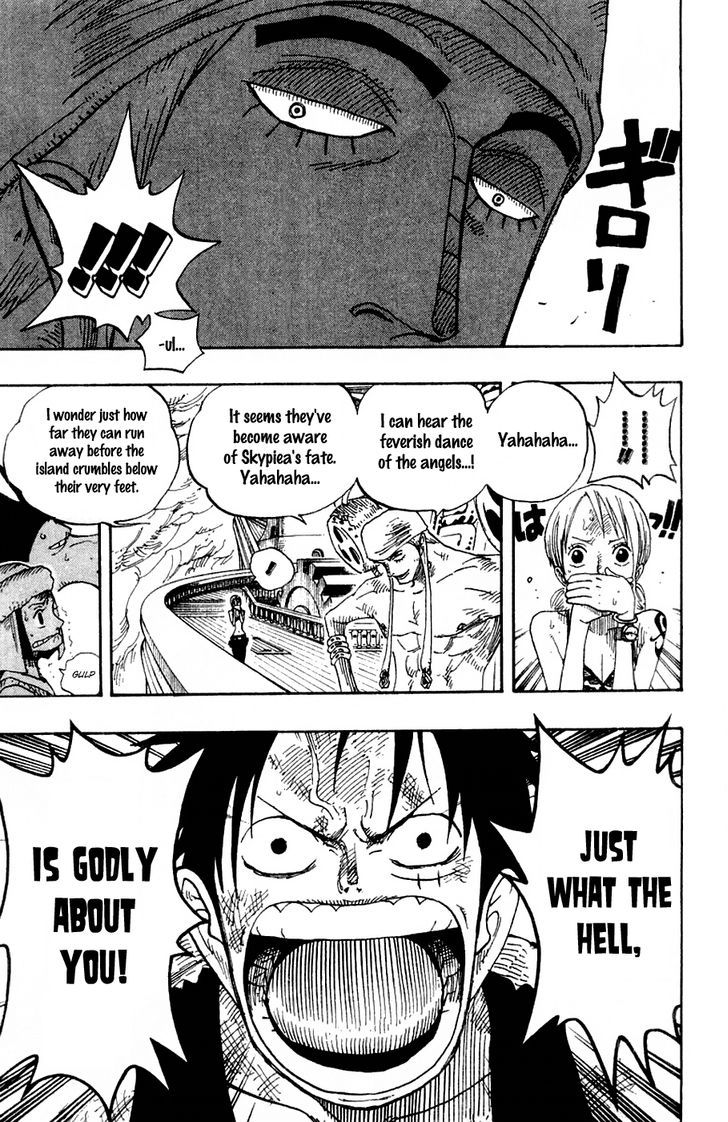 ギロリ
!!!!
-ul...
!!
はっ!!
Yahahaha...
I can hear the
feverish dance
of the angels...!
It seems they've
become aware
of Skypiea's fate.
Yahahaha...
I wonder just how
far they can run
away before the
island crumbles below
their very feet.
GULP
JUST
WHAT THE
HELL,
IS GODLY
ABOUT
YOU!